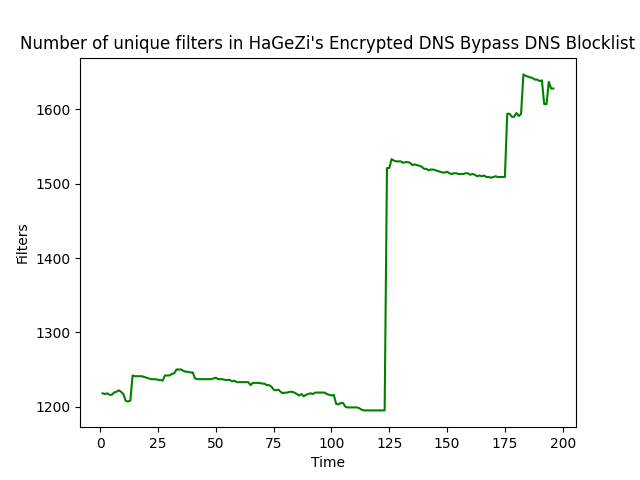 Number of unique filters in HaGeZi's Encrypted DNS Bypass DNS Blocklist
1600
1500
1400
1300
1200
Filters
0 25 50 75 100 125 150 175 200
Time